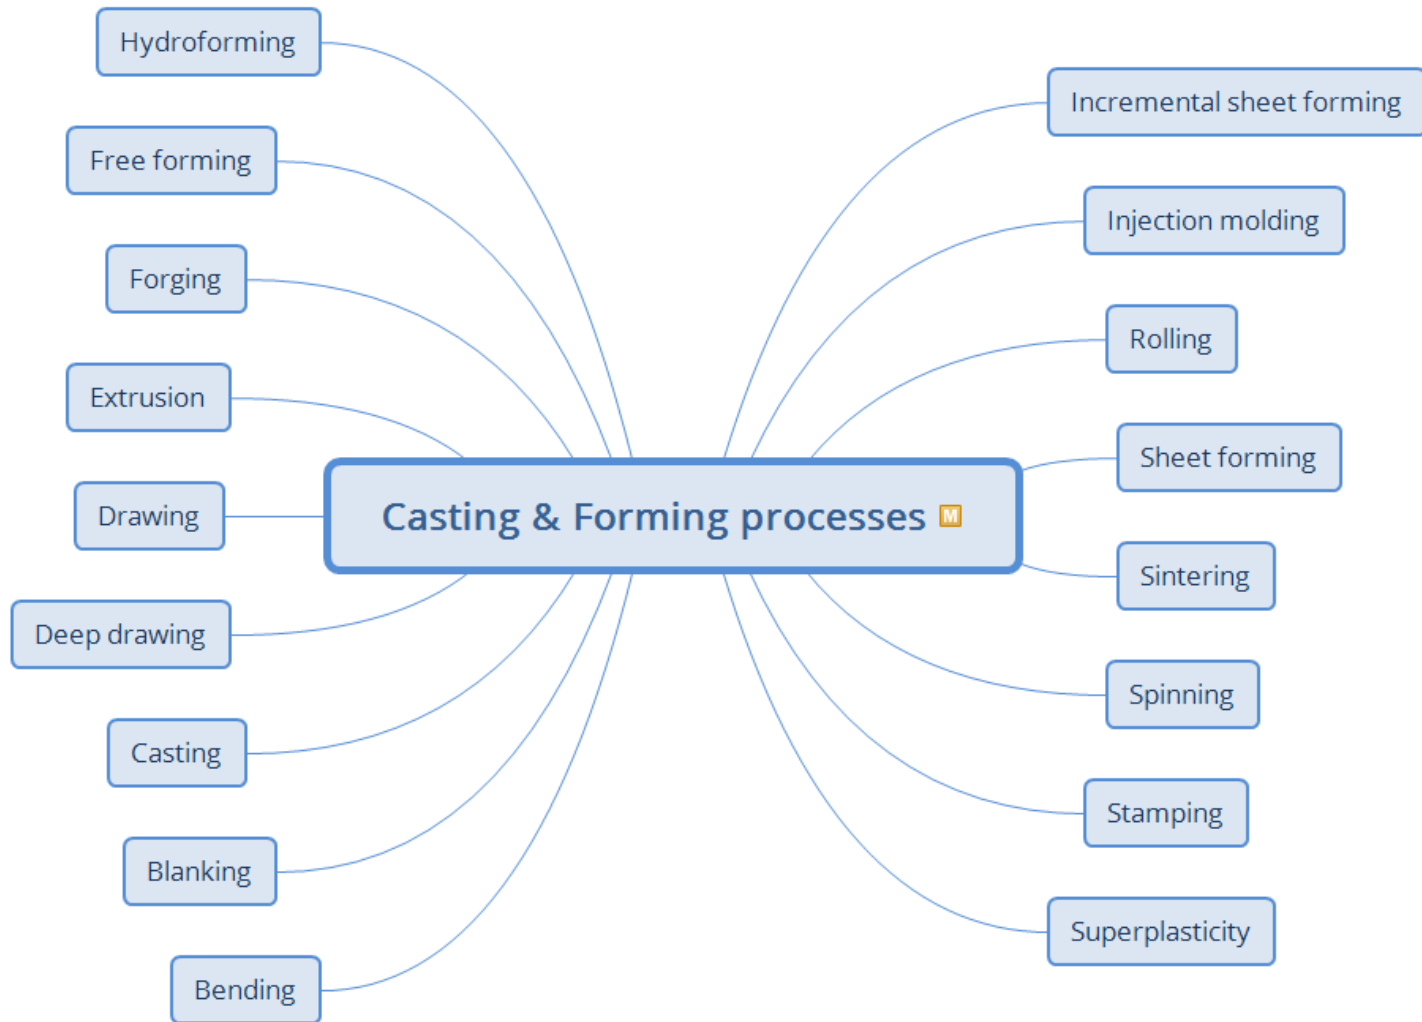 Hydroforming
Free forming
Forging
Extrusion
Drawing
Deep drawing
Casting
Blanking
Bending
Casting & Forming processes M
Incremental sheet forming
Injection molding
Rolling
Sheet forming
Sintering
Spinning
Stamping
Superplasticity